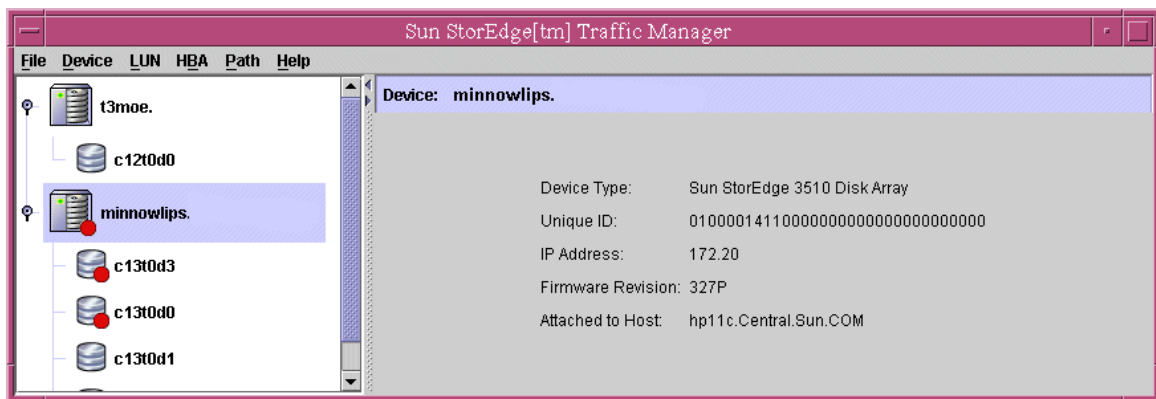 Sun StorEdge[tm] Traffic Manager
File Device LUN HBA Path Help
t3moe.
c12t0d0
minnowlips.
c13t0d3
c13t0d0
c13t0d1
Device: minnowlips.
Device Type: Sun StorEdge 3510 Disk Array
Unique ID: 01000014110000000000000000000000
IP Address: 172.20
Firmware Revision: 327P
Attached to Host: hp11c.Central.Sun.COM